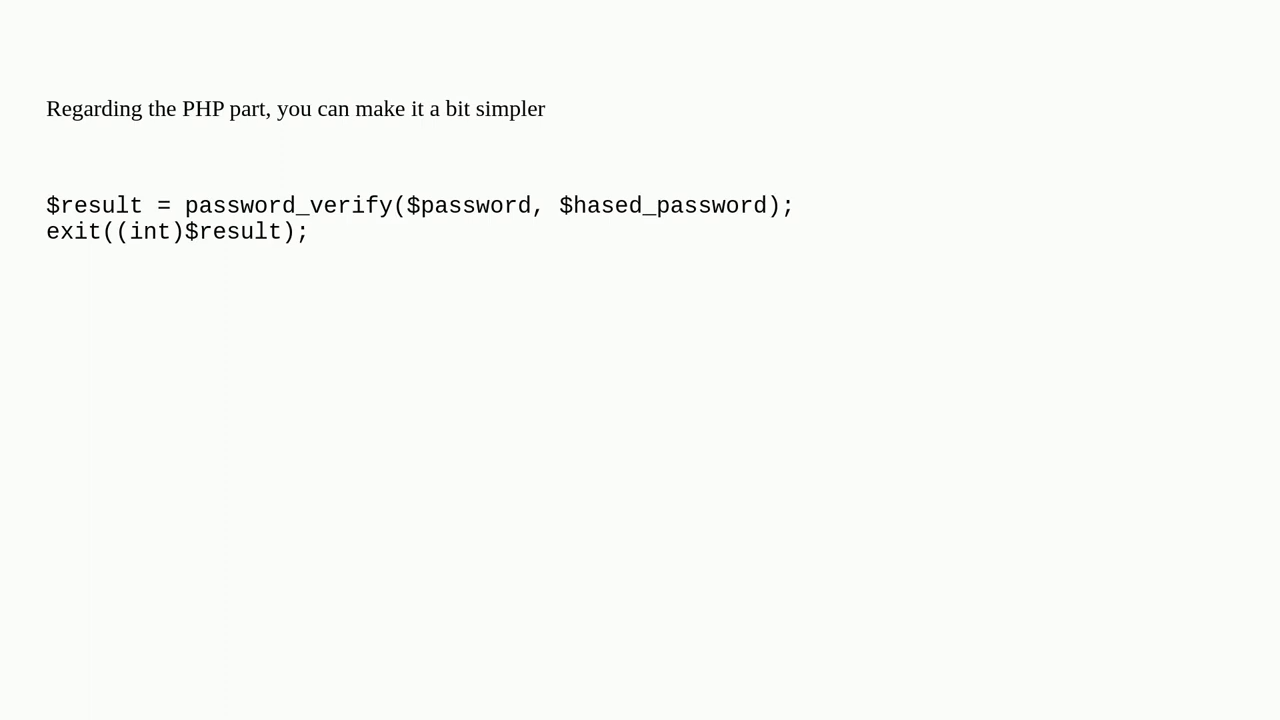 Regarding the PHP part, you can make it a bit simpler
$result = password_verify($password, $hased_password);
exit((int)$result);